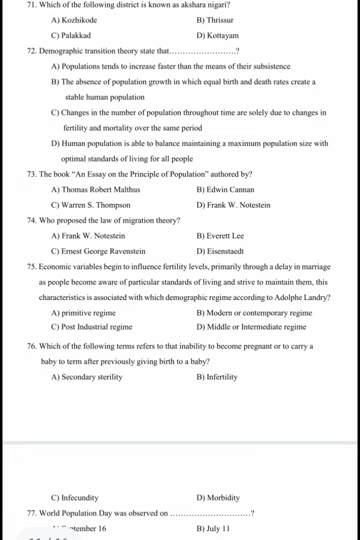 71. Which of the following district is known as akshara nigari?
A) Kozhikode B) Thrissur
C) Palakkad D) Kottayam
72. Demographic transition theory state that……………………?
A) Populations tends to increase faster than the means of their subsistence
B) The absence of population growth in which equal birth and death rates create a
stable human population
C) Changes in the number of population throughout time are solely due to changes in
fertility and mortality over the same period
D) Human population is able to balance maintaining a maximum population size with
optimal standards of living for all people
73. The book “An Essay on the Principle of Population” authored by?
A) Thomas Robert Malthus B) Edwin Cannan
C) Warren S. Thompson D) Frank W. Notestein
74. Who proposed the law of migration theory?
A) Frank W. Notestein B) Everett Lee
C) Ernest George Ravenstein D) Eisenstaedt
75. Economic variables begin to influence fertility levels, primarily through a delay in marriage
as people become aware of particular standards of living and strive to maintain them, this
characteristics is associated with which demographic regime according to Adolphe Landry?
A) primitive regime B) Modern or contemporary regime
C) Post Industrial regime D) Middle or Intermediate regime
76. Which of the following terms refers to that inability to become pregnant or to carry a
baby to term after previously giving birth to a baby?
A) Secondary sterility B) Infertility
C) Infecundity D) Morbidity
77. World Population Day was observed on …………………………?
B) July 11